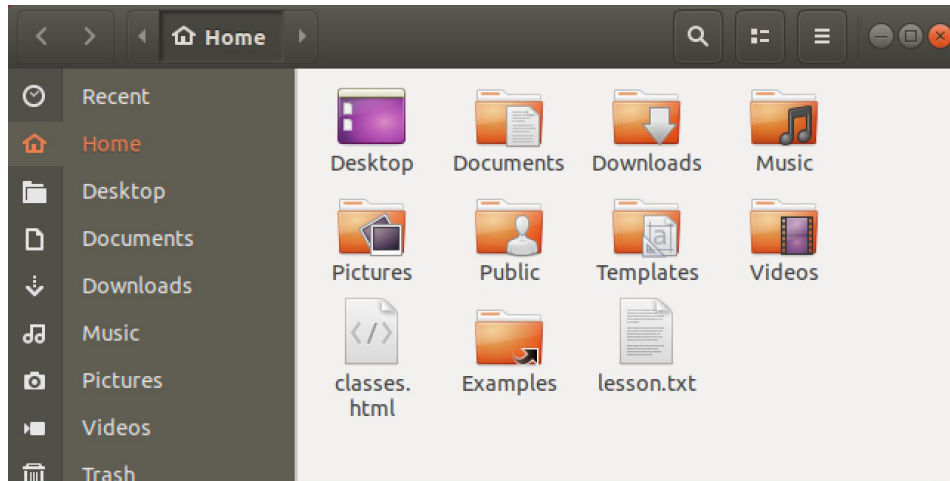 Home
Recent
Home
Desktop
Documents
Downloads
Music
Pictures
Videos
Trash
Desktop
Documents
Downloads
Music
Pictures
Public
Templates
Videos
classes.
html
Examples
lesson.txt